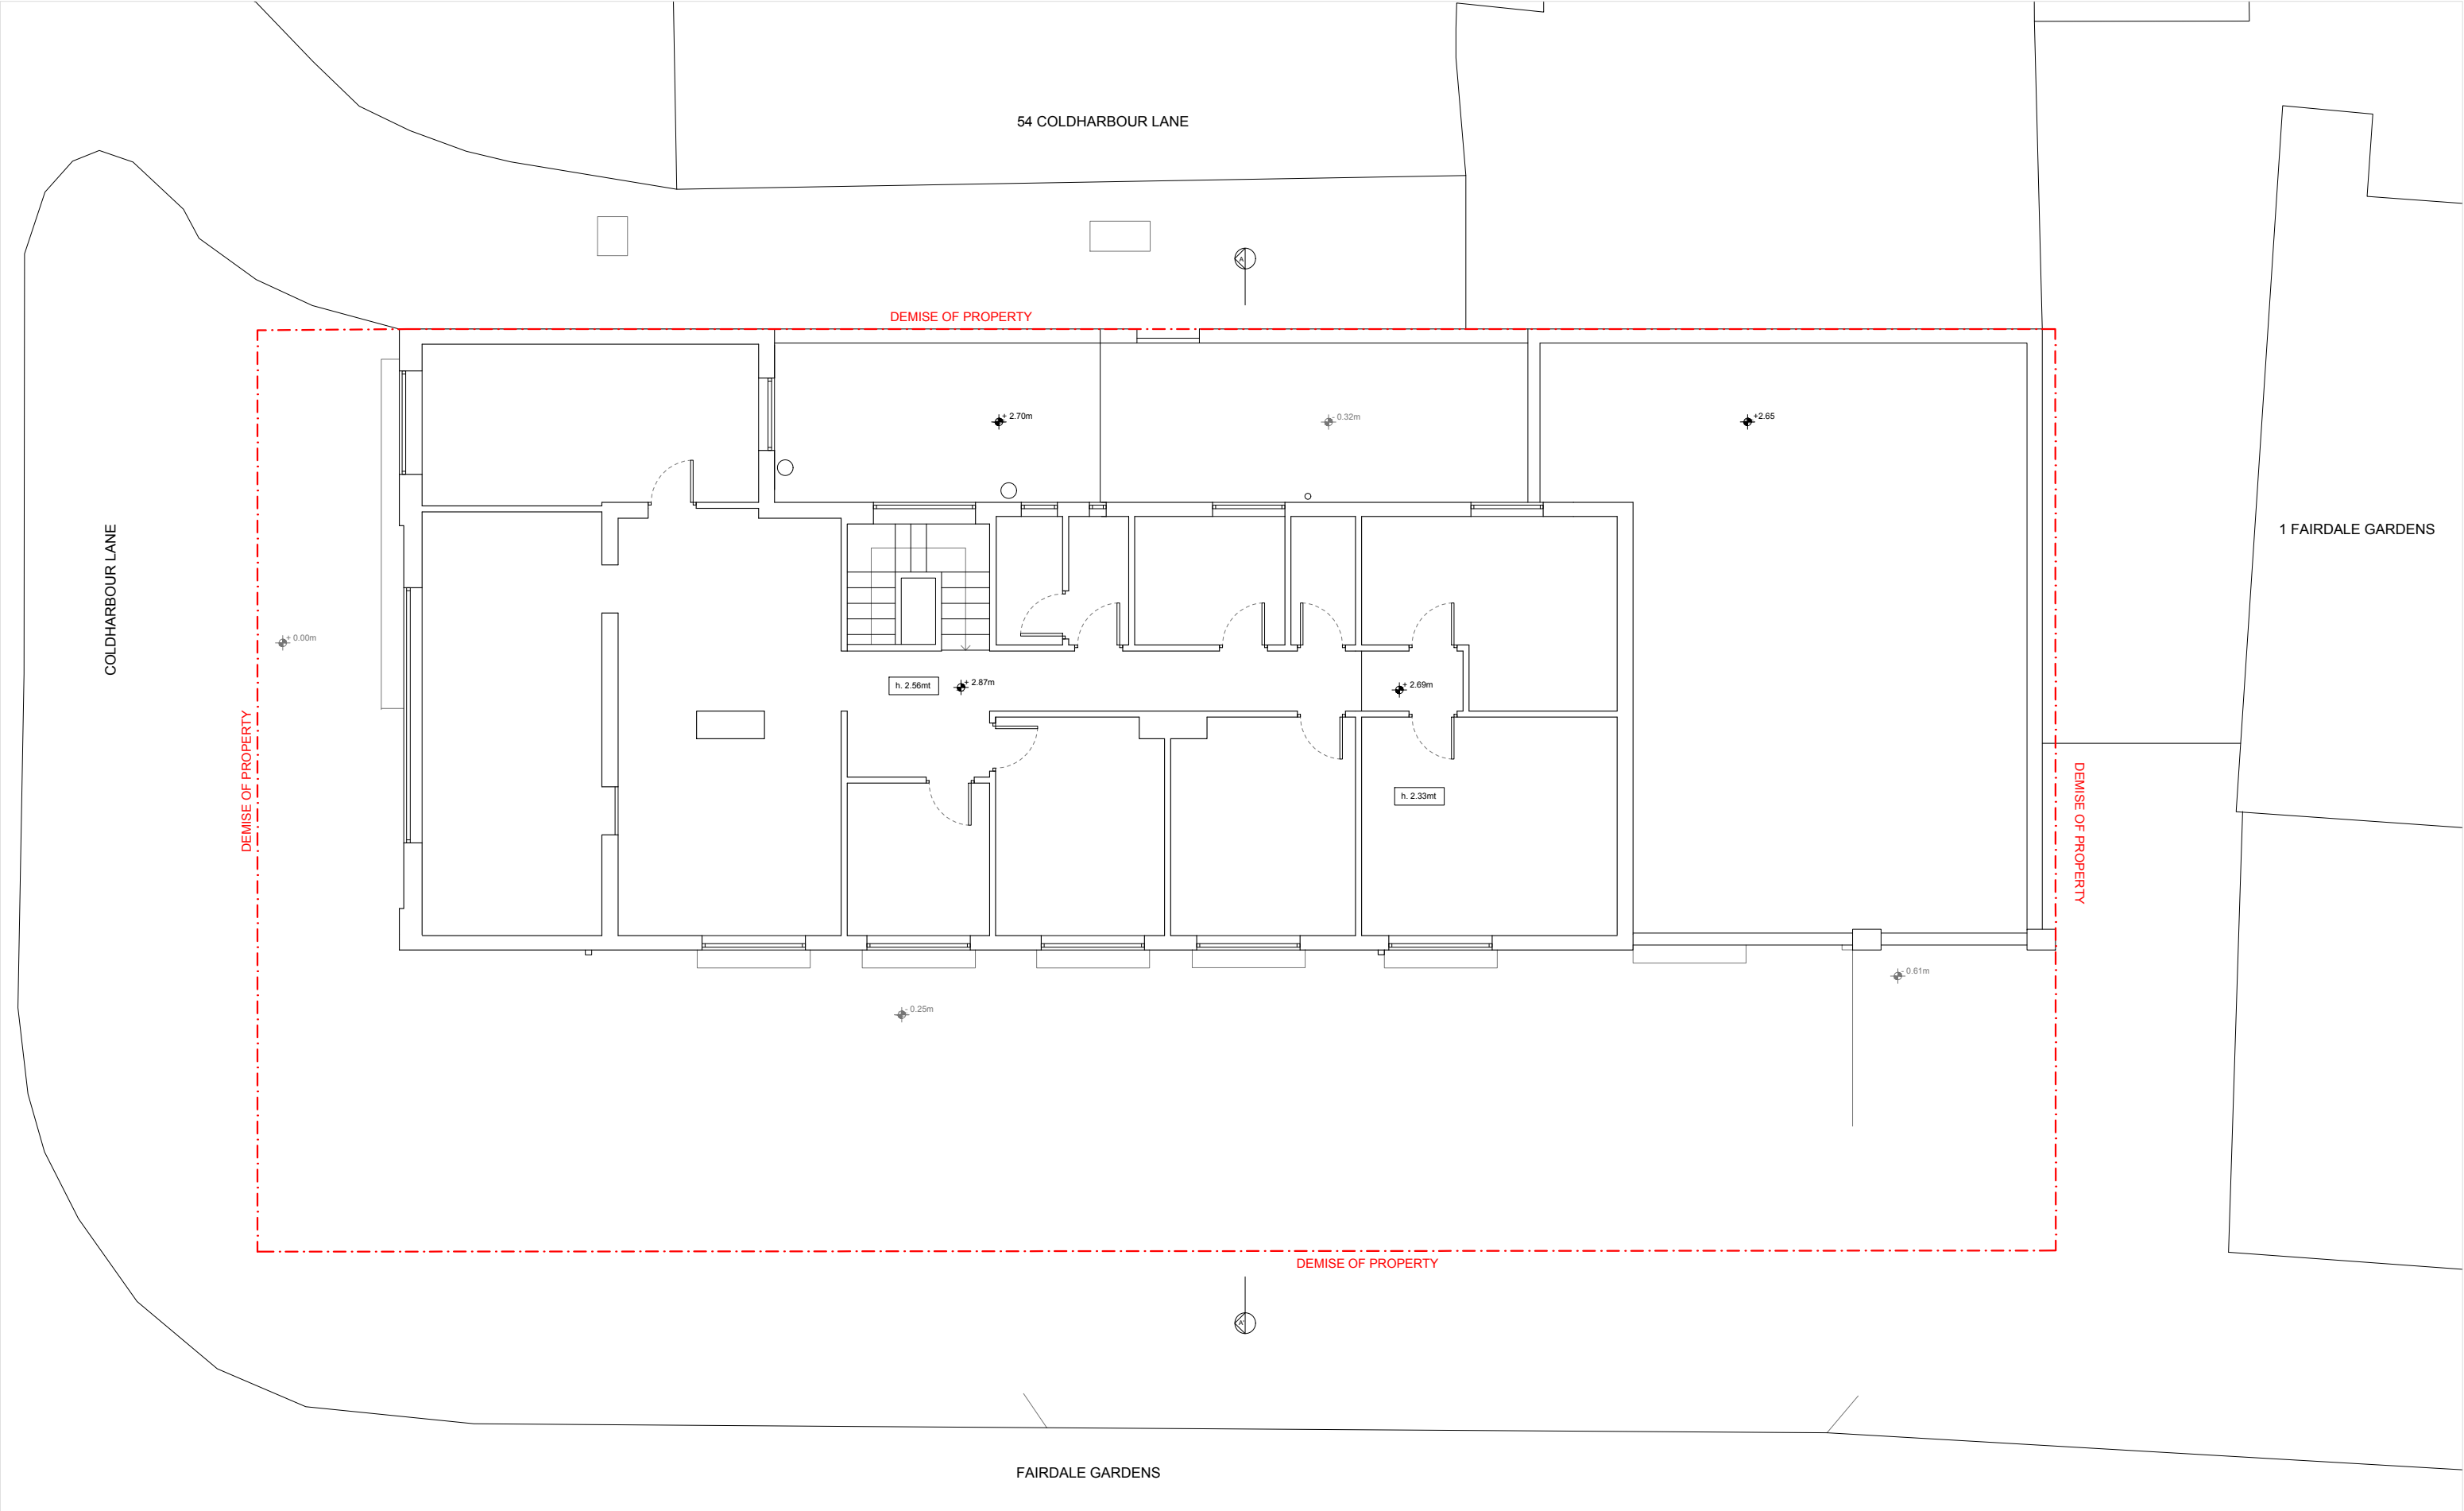 54 COLDHARBOUR LANE
A
DEMISE OF PROPERTY
+ 2.70m
- 0.32m
+2.65
COLDHARBOUR LANE
1 FAIRDALE GARDENS
+ 0.00m
h. 2.56mt
+ 2.87m
+ 2.69m
DEMISE OF PROPERTY
h. 2.33mt
DEMISE OF PROPERTY
- 0.61m
- 0.25m
DEMISE OF PROPERTY
A'
FAIRDALE GARDENS